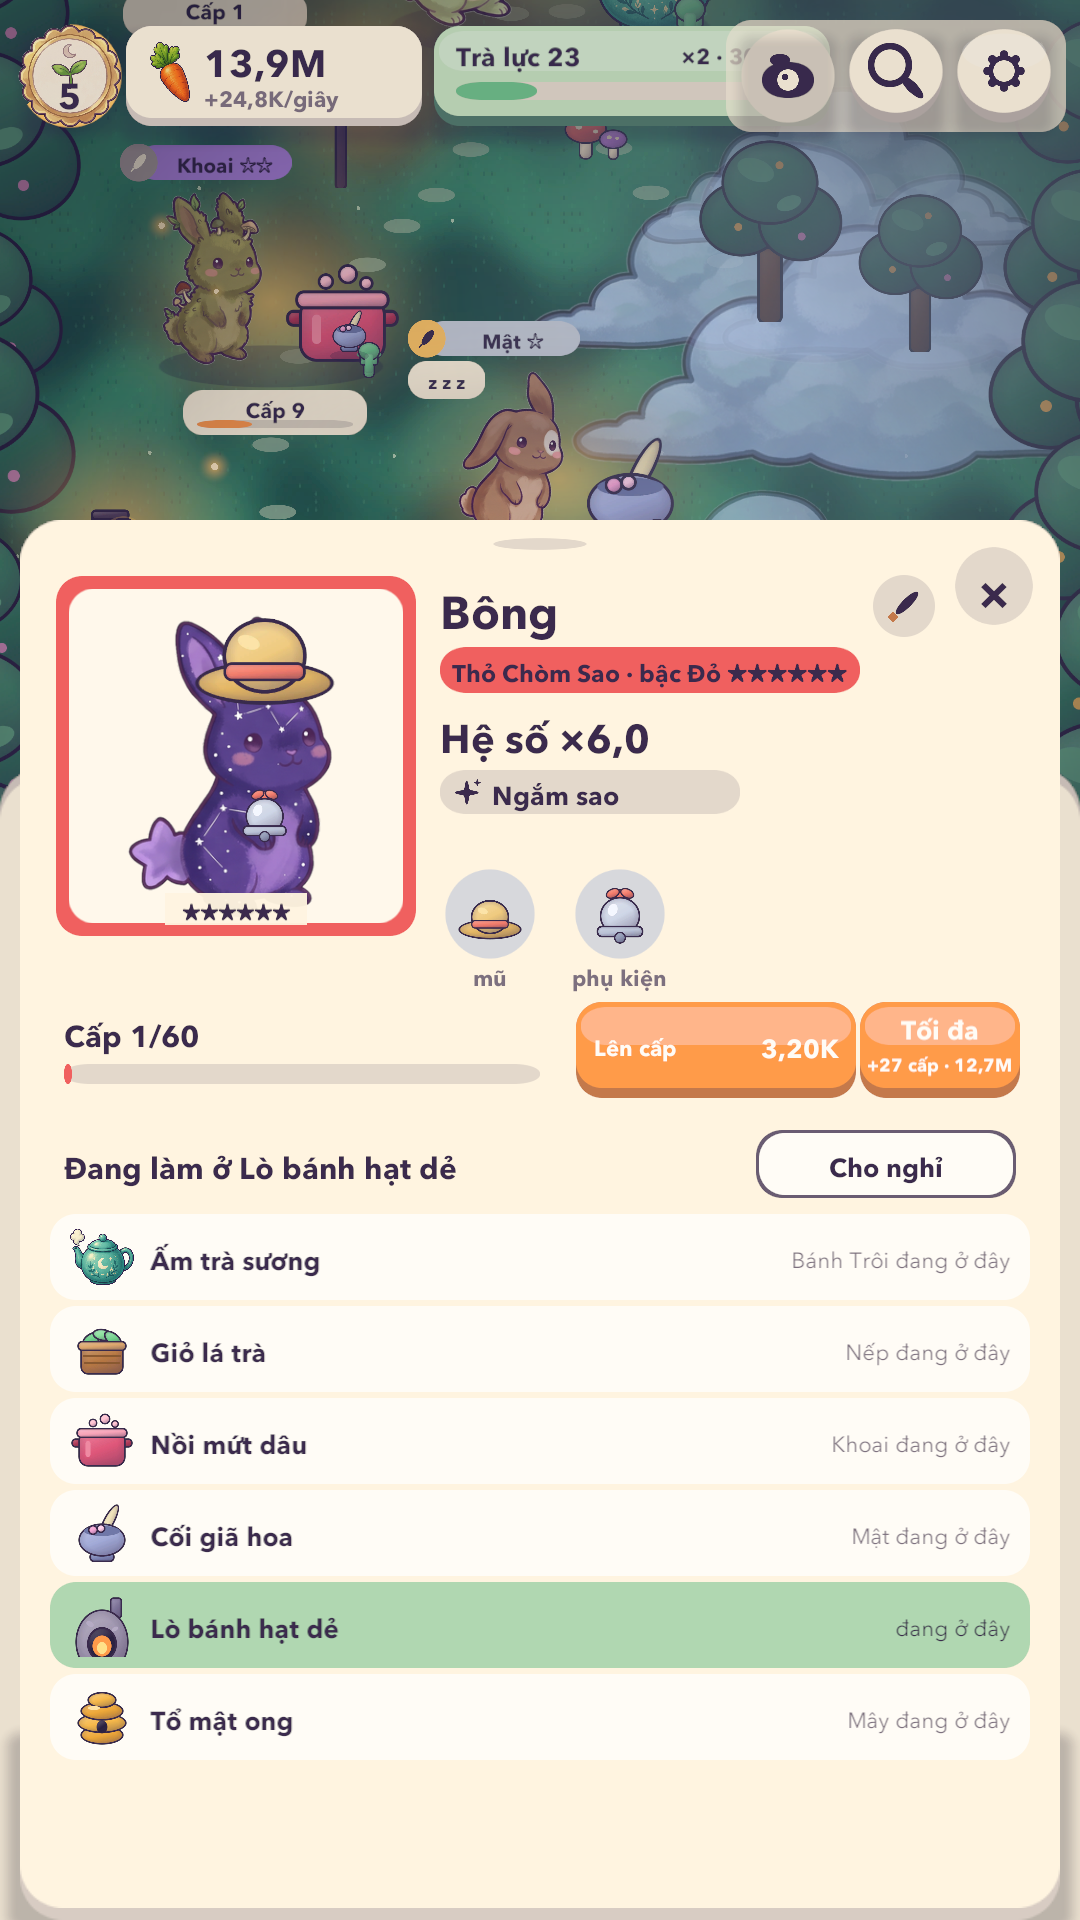 Cấp 1
5
13,9M
+24,8K/giây
Trà lực 23
×2 · 3
Khoai ☆☆
Cấp 9
Mật ☆
z z z
Bông
Thỏ Chòm Sao · bậc Đỏ ★★★★★★
Hệ số ×6,0
Ngắm sao
★★★★★★
mũ
phụ kiện
Cấp 1/60
Lên cấp 3,20K
Tối đa
+27 cấp · 12,7M
Đang làm ở Lò bánh hạt dẻ
Cho nghỉ
Ấm trà sương
Bánh Trôi đang ở đây
Giỏ lá trà
Nếp đang ở đây
Nồi mứt dâu
Khoai đang ở đây
Cối giã hoa
Mật đang ở đây
Lò bánh hạt dẻ
đang ở đây
Tổ mật ong
Mây đang ở đây